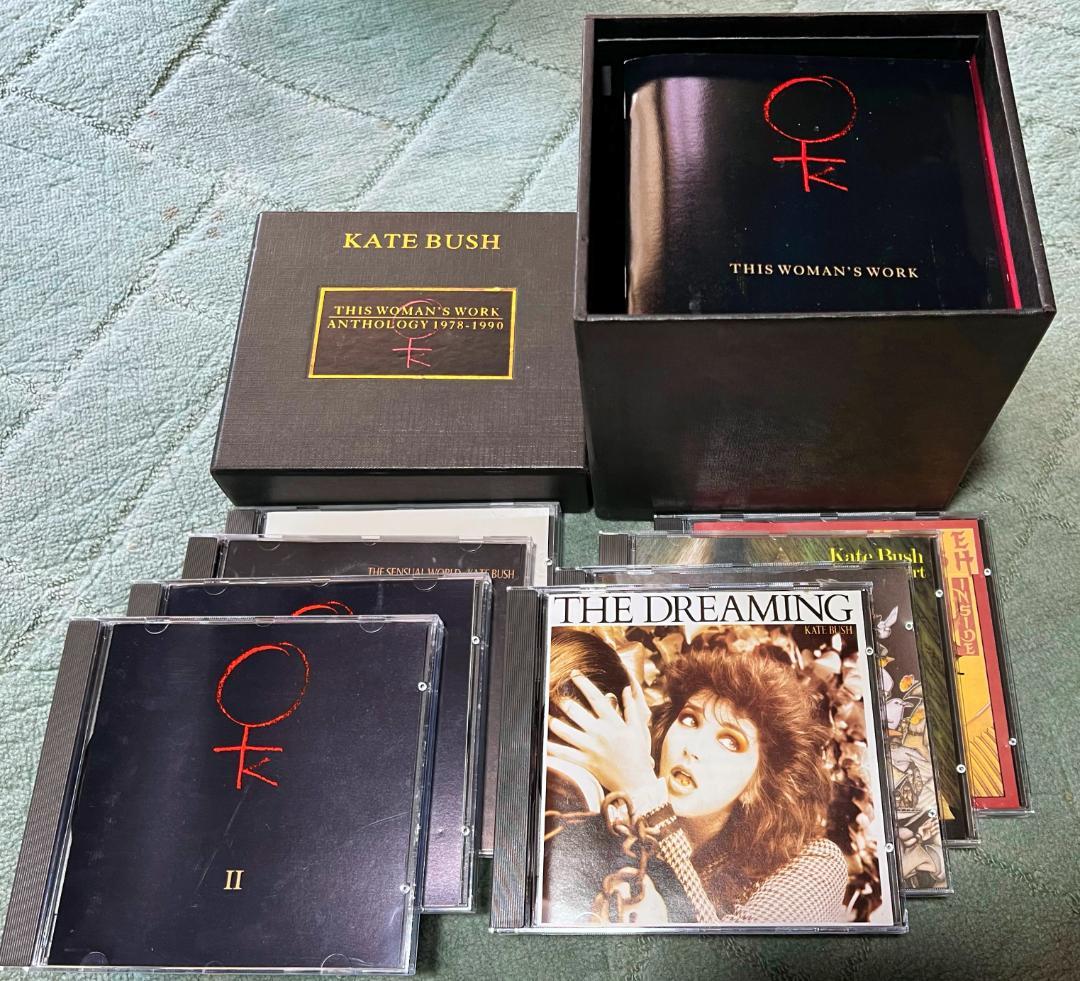 KATE BUSH
THIS WOMAN'S WORK
ANTHOLOGY 1978-1990
THIS WOMAN'S WORK
THE SENSUAL WORLD KATE BUSH
II
THE DREAMING
KATE BUSH
Kate Bush
INSIDE